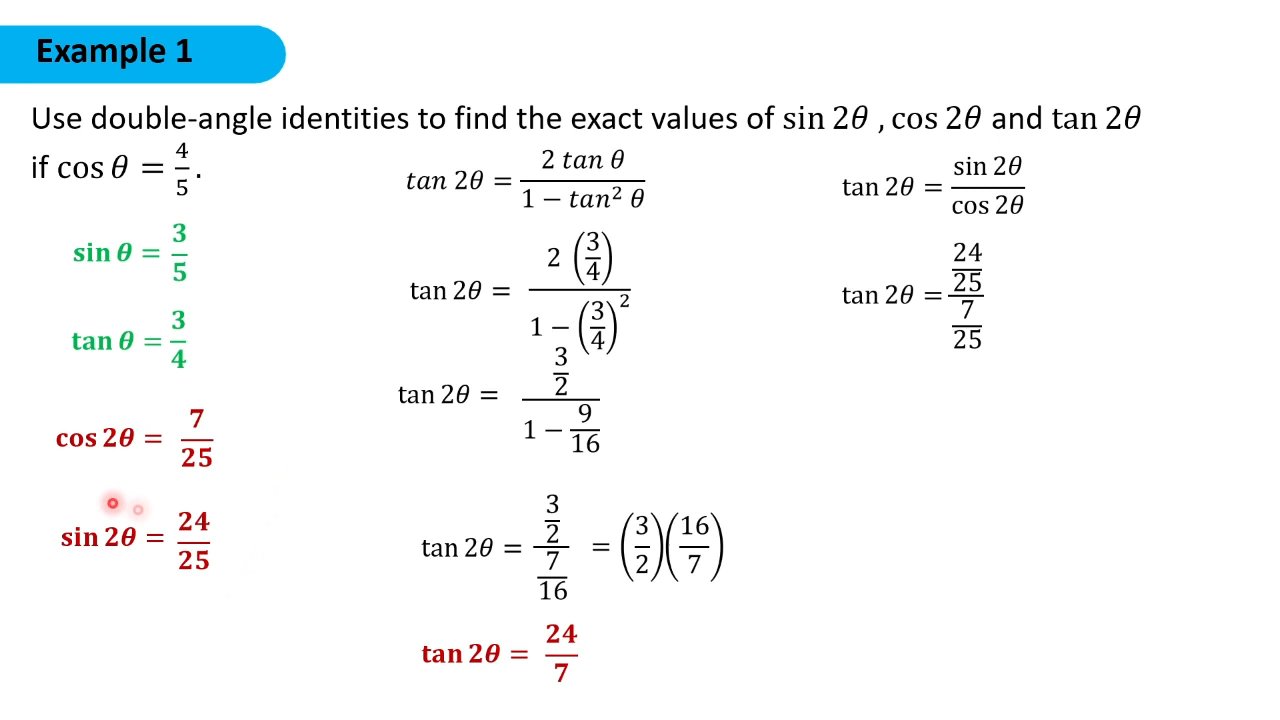 Example 1
Use double-angle identities to find the exact values of sin 2θ , cos 2θ and tan 2θ
if cos θ = 4/5 .
sin θ = 3/5
tan θ = 3/4
cos 2θ = 7/25
sin 2θ = 24/25
tan 2θ = 2 tan θ / 1 − tan² θ
tan 2θ = 2 (3/4) / 1 − (3/4)²
tan 2θ = 3/2 / 1 − 9/16
tan 2θ = 3/2 / 7/16 = (3/2)(16/7)
tan 2θ = 24/7
tan 2θ = sin 2θ / cos 2θ
tan 2θ = 24/25 / 7/25